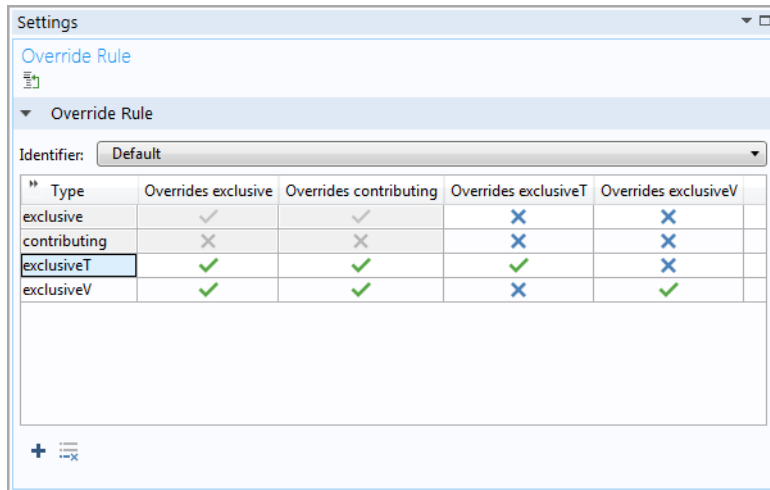 Settings
Override Rule
Override Rule
Identifier: Default
Type Overrides exclusive Overrides contributing Overrides exclusiveT Overrides exclusiveV
exclusive
contributing
exclusiveT
exclusiveV